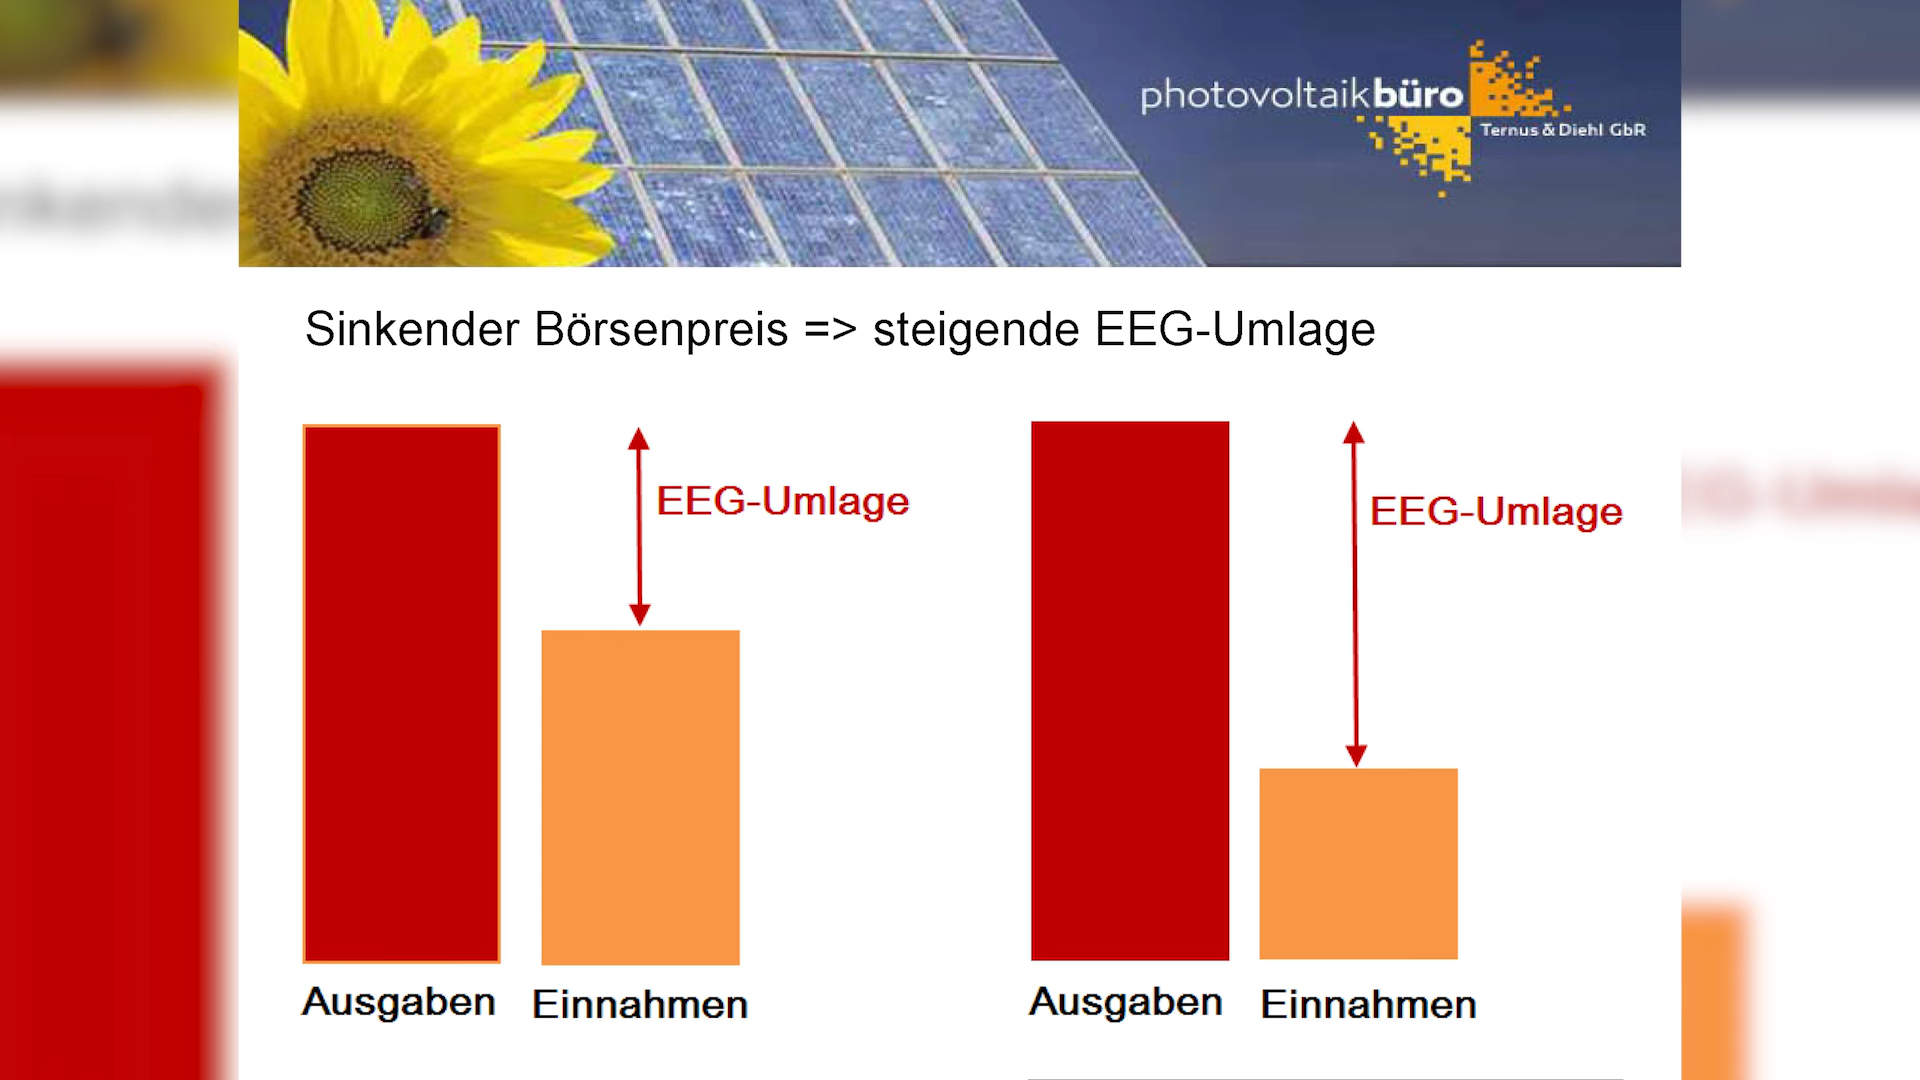 photovoltaikbüro
Ternus & Diehl GbR
Sinkender Börsenpreis => steigende EEG-Umlage
EEG-Umlage
EEG-Umlage
Ausgaben
Einnahmen
Ausgaben
Einnahmen